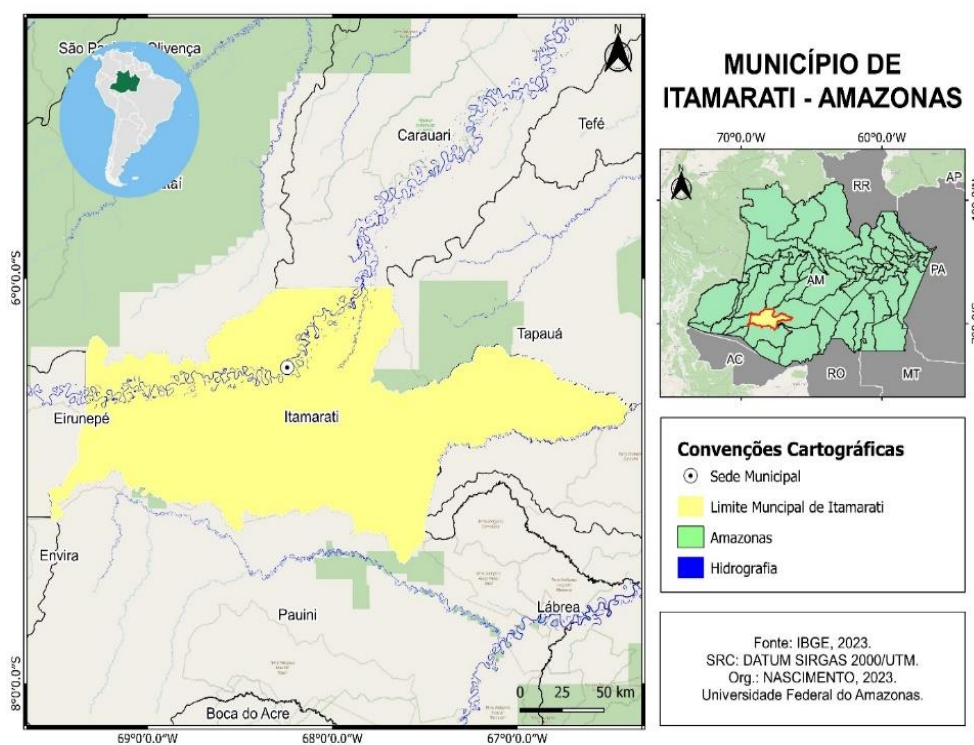 São Pa
Olivença
taí
N
Carauari
Tefé
Tapauá
Eirunepé
Itamarati
Envira
Pauini
Lábrea
Boca do Acre
0 25 50 km
6°0'0.0"S
8°0'0.0"S
69°0'0.0"W
68°0'0.0"W
67°0'0.0"W
MUNICÍPIO DE
ITAMARATI - AMAZONAS
70°0'0.0"W
60°0'0.0"W
N
RR
AP
AM
PA
AC
RO
MT
Convenções Cartográficas
Sede Municipal
Limite Muncipal de Itamarati
Amazonas
Hidrografia
Fonte: IBGE, 2023.
SRC: DATUM SIRGAS 2000/UTM.
Org.: NASCIMENTO, 2023.
Universidade Federal do Amazonas.